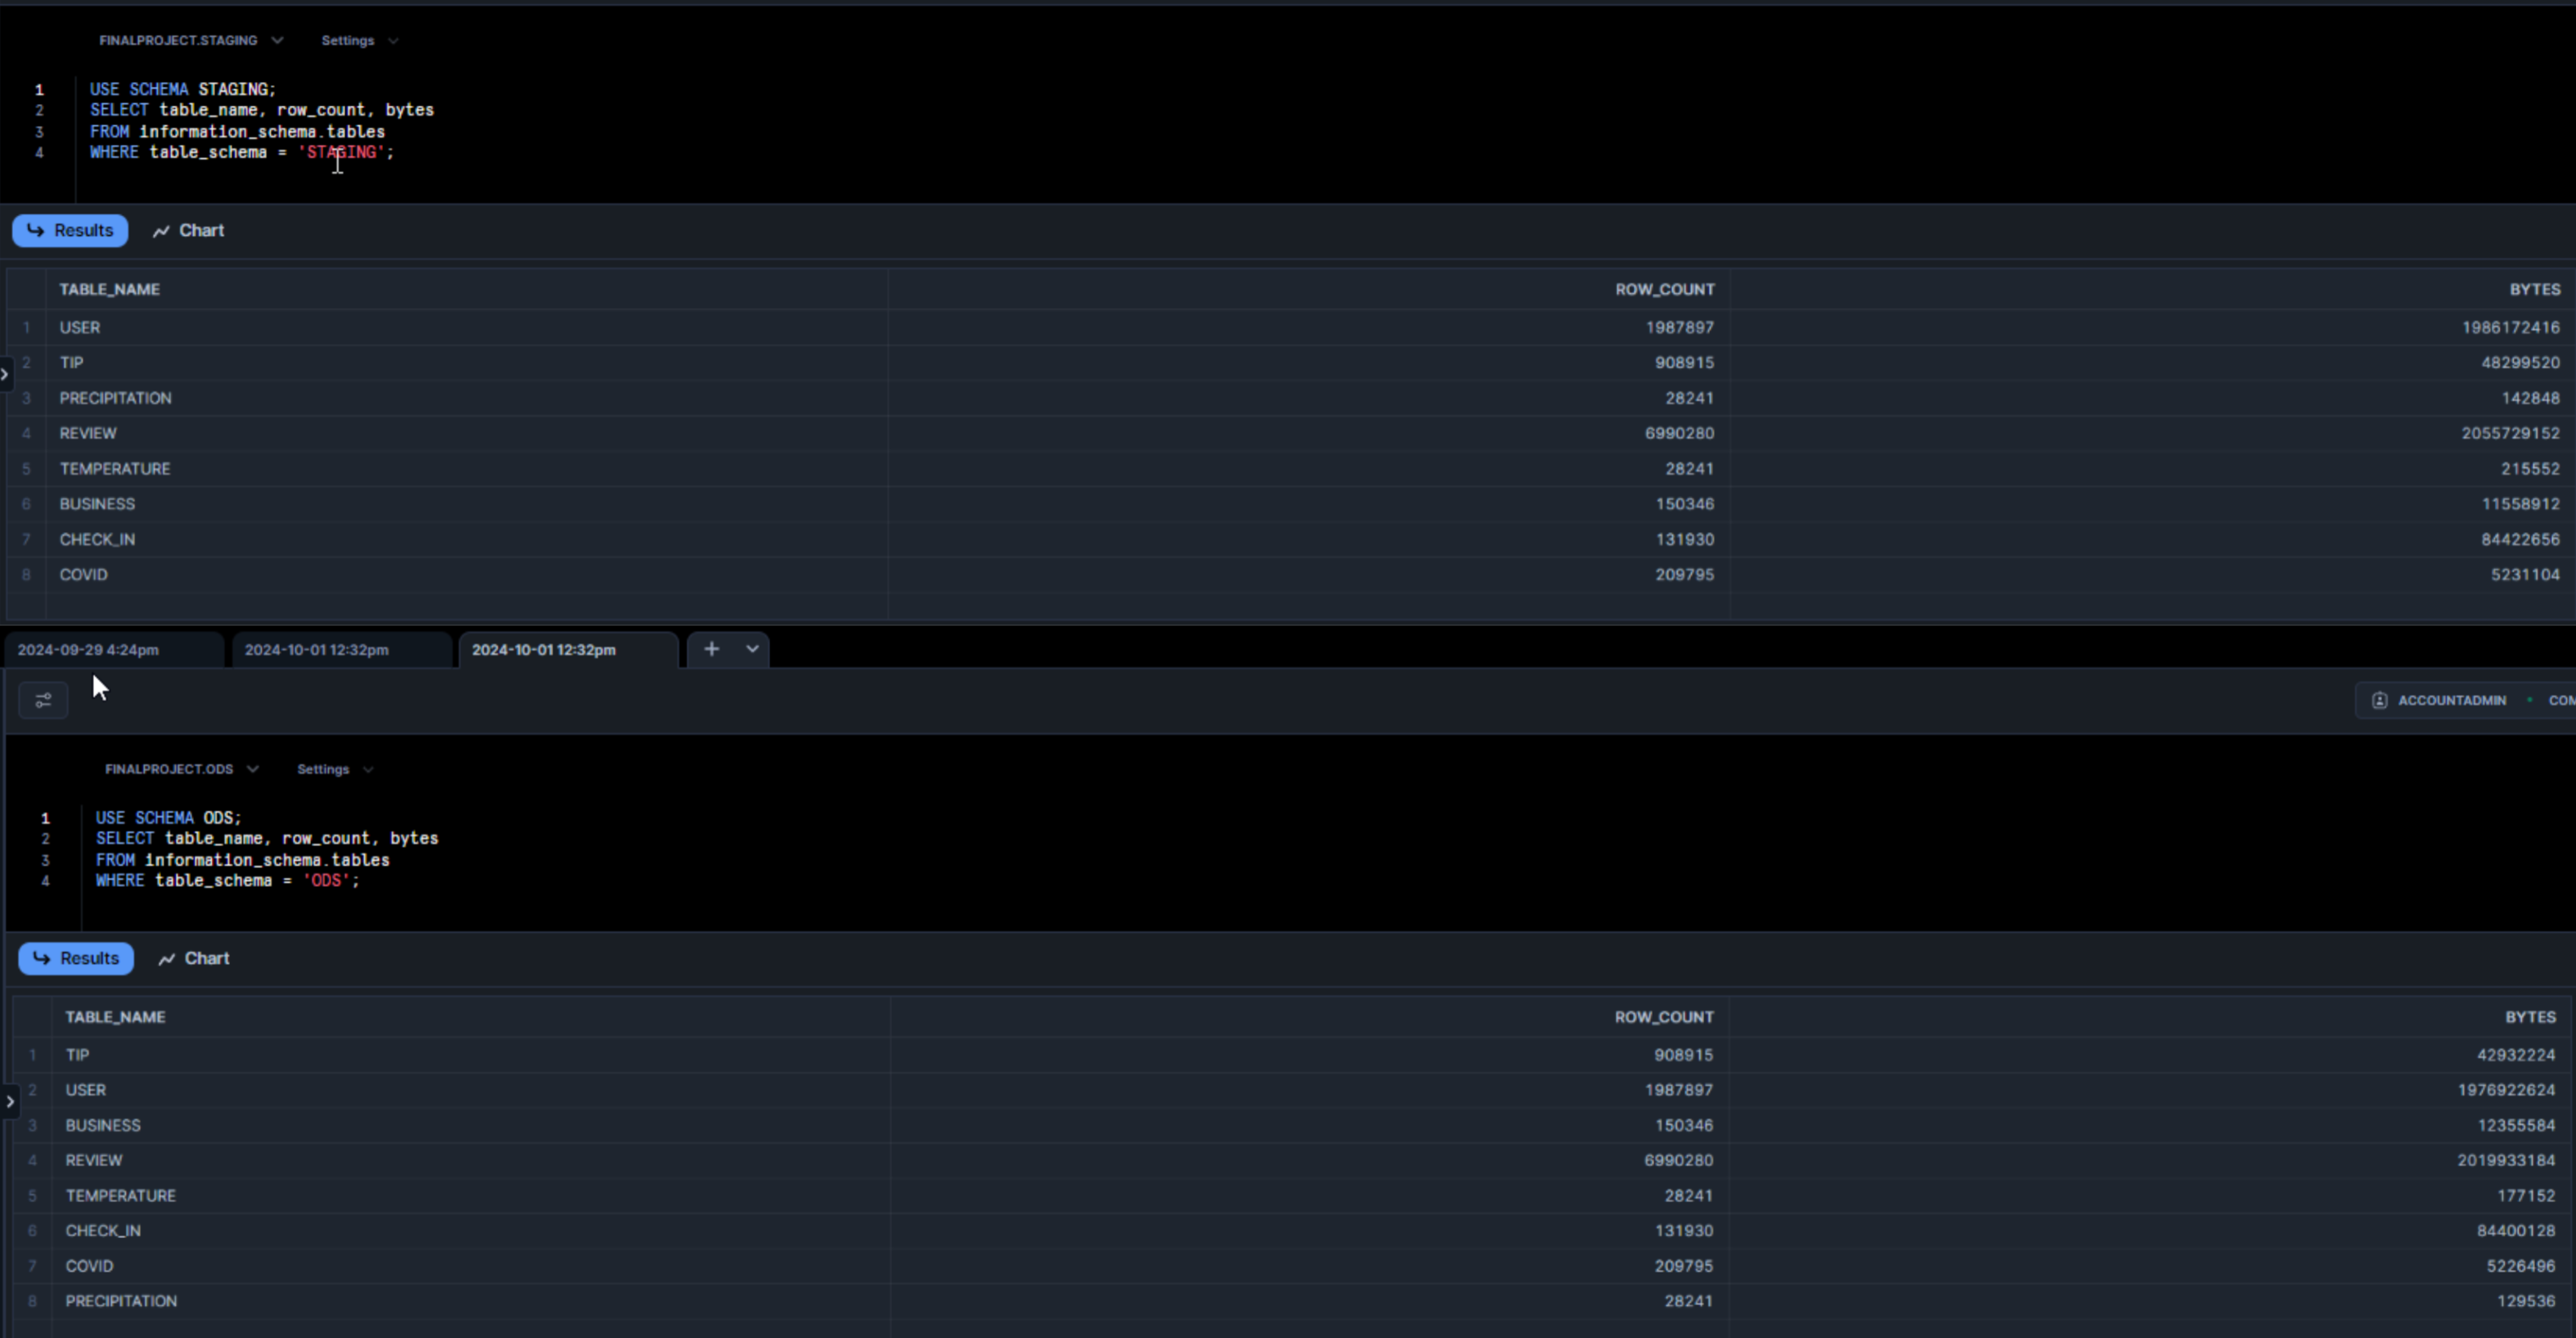 FINALPROJECT.STAGING Settings
1 USE SCHEMA STAGING;
2 SELECT table_name, row_count, bytes
3 FROM information_schema.tables
4 WHERE table_schema = 'STAGING';
Results Chart
TABLE_NAME ROW_COUNT BYTES
1 USER 1987897 1986172416
2 TIP 908915 48299520
3 PRECIPITATION 28241 142848
4 REVIEW 6990280 2055729152
5 TEMPERATURE 28241 215552
6 BUSINESS 150346 11558912
7 CHECK_IN 131930 84422656
8 COVID 209795 5231104
2024-09-29 4:24pm 2024-10-01 12:32pm 2024-10-01 12:32pm +
ACCOUNTADMIN COM
FINALPROJECT.ODS Settings
1 USE SCHEMA ODS;
2 SELECT table_name, row_count, bytes
3 FROM information_schema.tables
4 WHERE table_schema = 'ODS';
Results Chart
TABLE_NAME ROW_COUNT BYTES
1 TIP 908915 42932224
2 USER 1987897 1976922624
3 BUSINESS 150346 12355584
4 REVIEW 6990280 2019933184
5 TEMPERATURE 28241 177152
6 CHECK_IN 131930 84400128
7 COVID 209795 5226496
8 PRECIPITATION 28241 129536